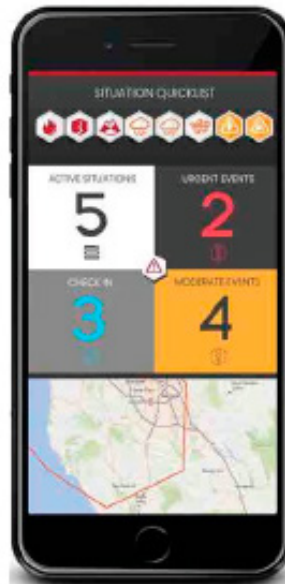 SITUATION QUICKLIST
ACTIVE SITUATIONS
URGENT EVENTS
5
2
CHECK IN
MODERATE EVENTS
3
4